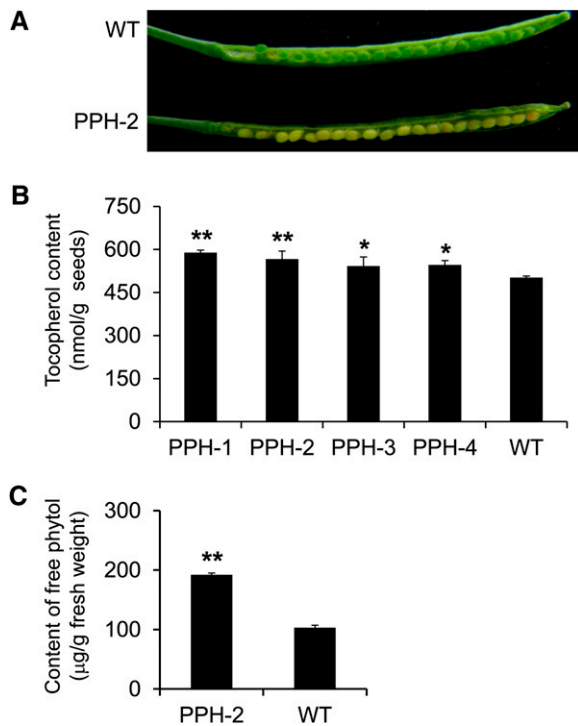 A
WT
PPH-2
B
Tocopherol content
(nmol/g seeds)
750
600
450
300
150
0
**
**
*
*
PPH-1
PPH-2
PPH-3
PPH-4
WT
C
Content of free phytol
(µg/g fresh weight)
300
200
100
0
**
PPH-2
WT